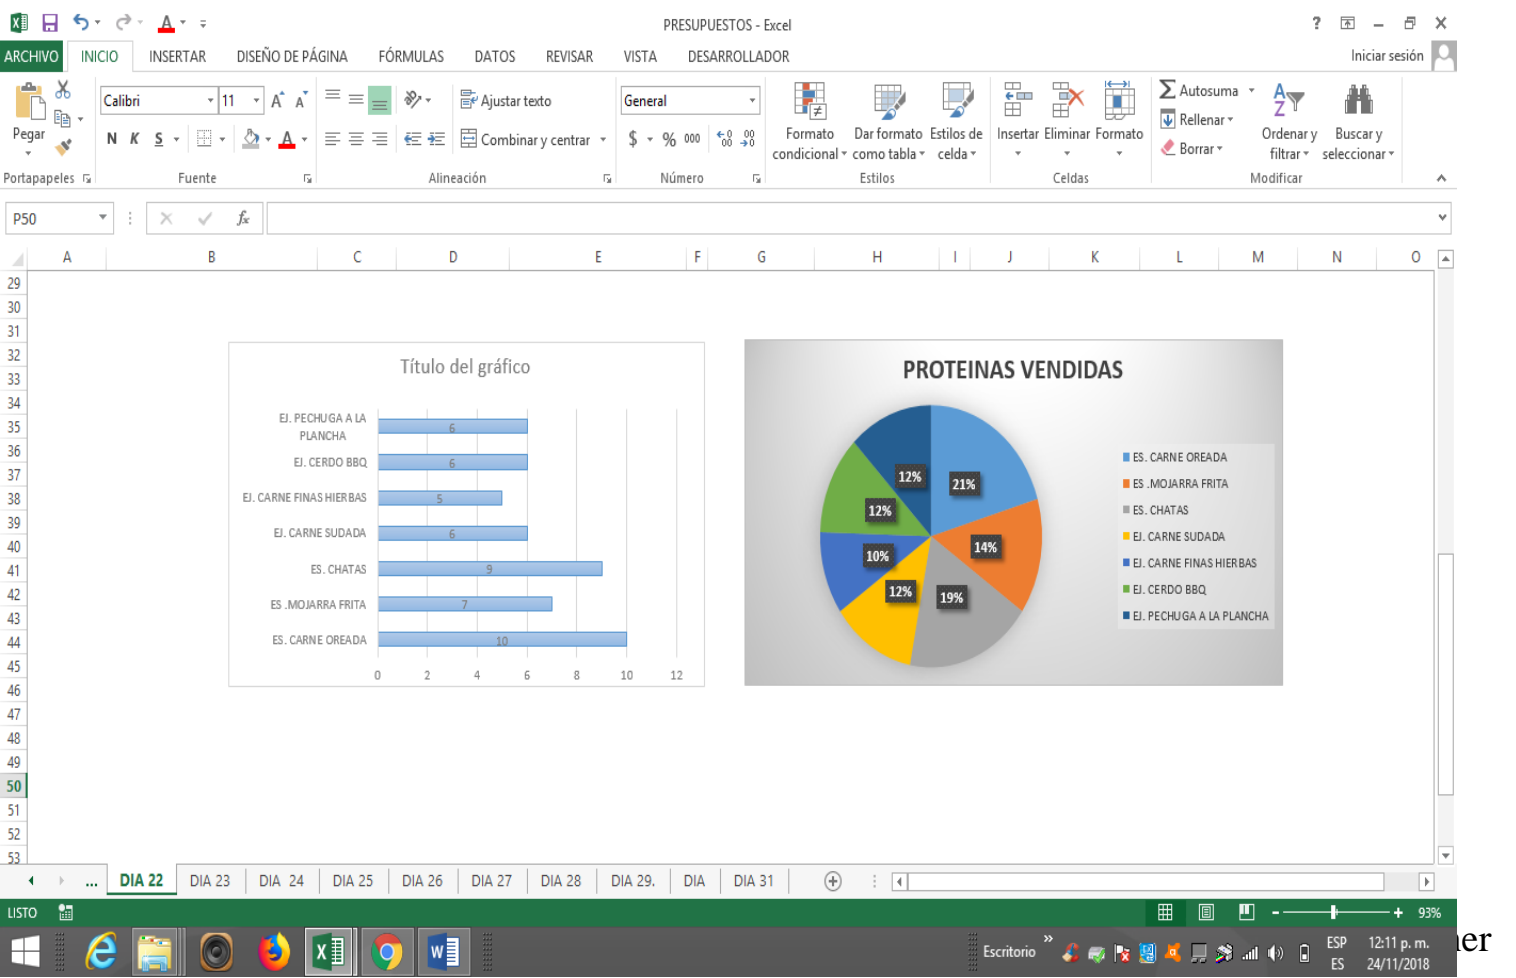 PRESUPUESTOS - Excel
ARCHIVO INICIO INSERTAR DISEÑO DE PÁGINA FÓRMULAS DATOS REVISAR VISTA DESARROLLADOR Iniciar sesión
Calibri 11 Ajustar texto General Autosuma
Rellenar
Pegar N K S Combinar y centrar $ % 000 Formato Dar formato Estilos de Insertar Eliminar Formato Ordenar y Buscar y
condicional como tabla celda Borrar filtrar seleccionar
Portapapeles Fuente Alineación Número Estilos Celdas Modificar
P50 fx
A B C D E F G H I J K L M N O
29
30
31
32
33
34
35
36
37
38
39
40
41
42
43
44
45
46
47
48
49
50
51
52
53
Título del gráfico
EJ. PECHUGA A LA
PLANCHA 6
EJ. CERDO BBQ 6
EJ. CARNE FINAS HIERBAS 5
EJ. CARNE SUDADA 6
ES. CHATAS 9
ES .MOJARRA FRITA 7
ES. CARNE OREADA 10
0 2 4 6 8 10 12
PROTEINAS VENDIDAS
12% 21%
12%
14%
10%
12% 19%
ES. CARNE OREADA
ES .MOJARRA FRITA
ES. CHATAS
EJ. CARNE SUDADA
EJ. CARNE FINAS HIERBAS
EJ. CERDO BBQ
EJ. PECHUGA A LA PLANCHA
... DIA 22 DIA 23 DIA 24 DIA 25 DIA 26 DIA 27 DIA 28 DIA 29. DIA DIA 31
LISTO 93%
Escritorio » ESP 12:11 p. m.
ES 24/11/2018